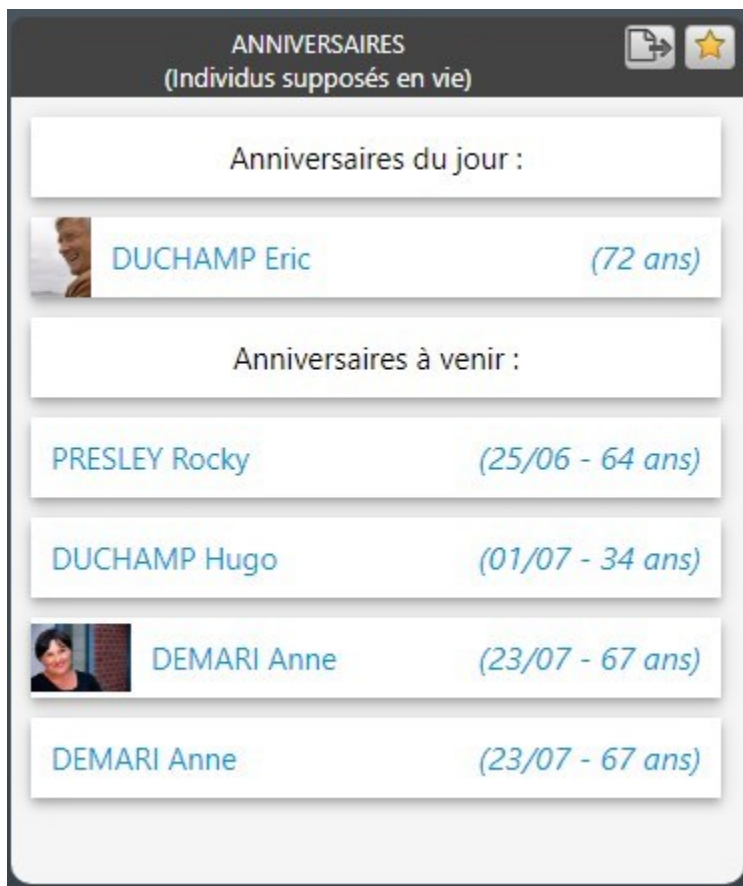 ANNIVERSAIRES
(Individus supposés en vie)
Anniversaires du jour :
DUCHAMP Eric (72 ans)
Anniversaires à venir :
PRESLEY Rocky (25/06 - 64 ans)
DUCHAMP Hugo (01/07 - 34 ans)
DEMARI Anne (23/07 - 67 ans)
DEMARI Anne (23/07 - 67 ans)